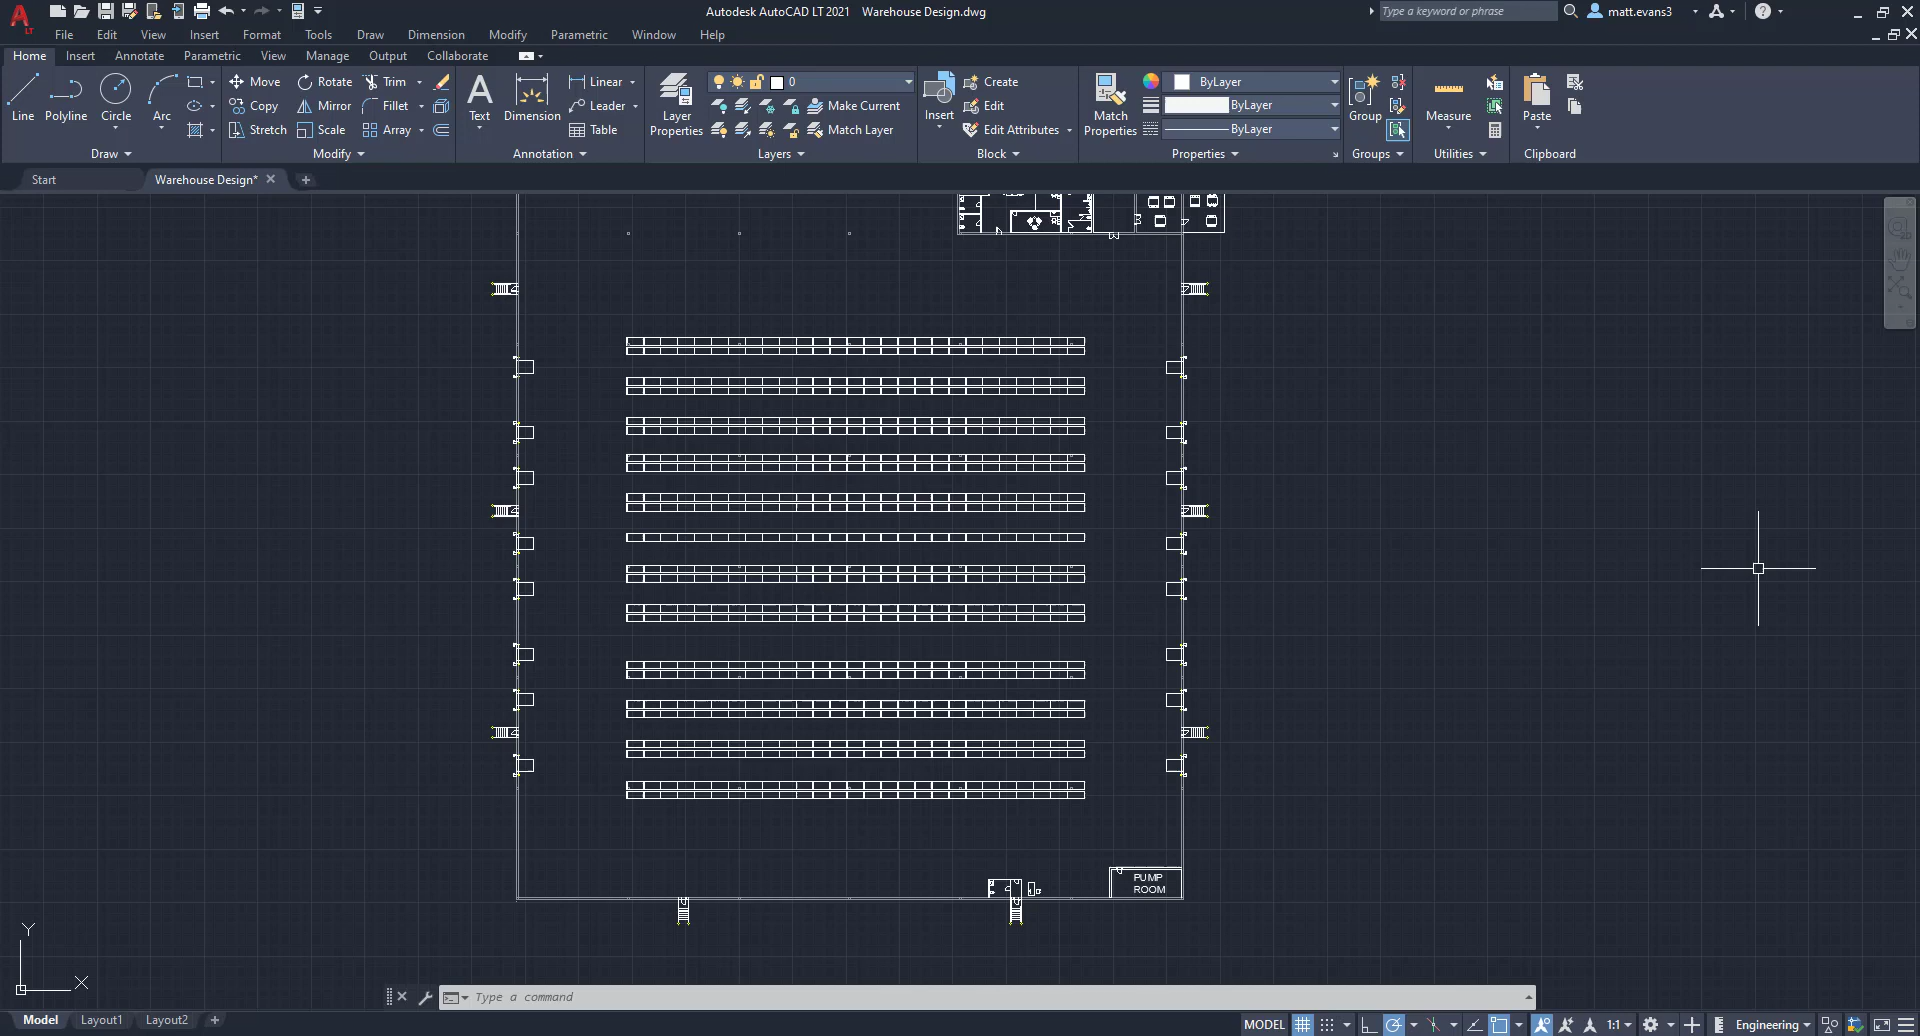 Autodesk AutoCAD LT 2021 Warehouse Design.dwg
Type a keyword or phrase
matt.evans3
LT
File Edit View Insert Format Tools Draw Dimension Modify Parametric Window Help
Home Insert Annotate Parametric View Manage Output Collaborate
Line Polyline Circle Arc
Draw
Move Rotate Trim
Copy Mirror Fillet
Stretch Scale Array
Modify
Text Dimension
Linear
Leader
Table
Annotation
Layer Properties
0
Make Current
Match Layer
Layers
Insert
Create
Edit
Edit Attributes
Block
Match Properties
ByLayer
ByLayer
ByLayer
Properties
Group
Groups
Measure
Utilities
Paste
Clipboard
Start Warehouse Design*
PUMP
ROOM
Y
X
Type a command
Model Layout1 Layout2
MODEL 1:1 Engineering